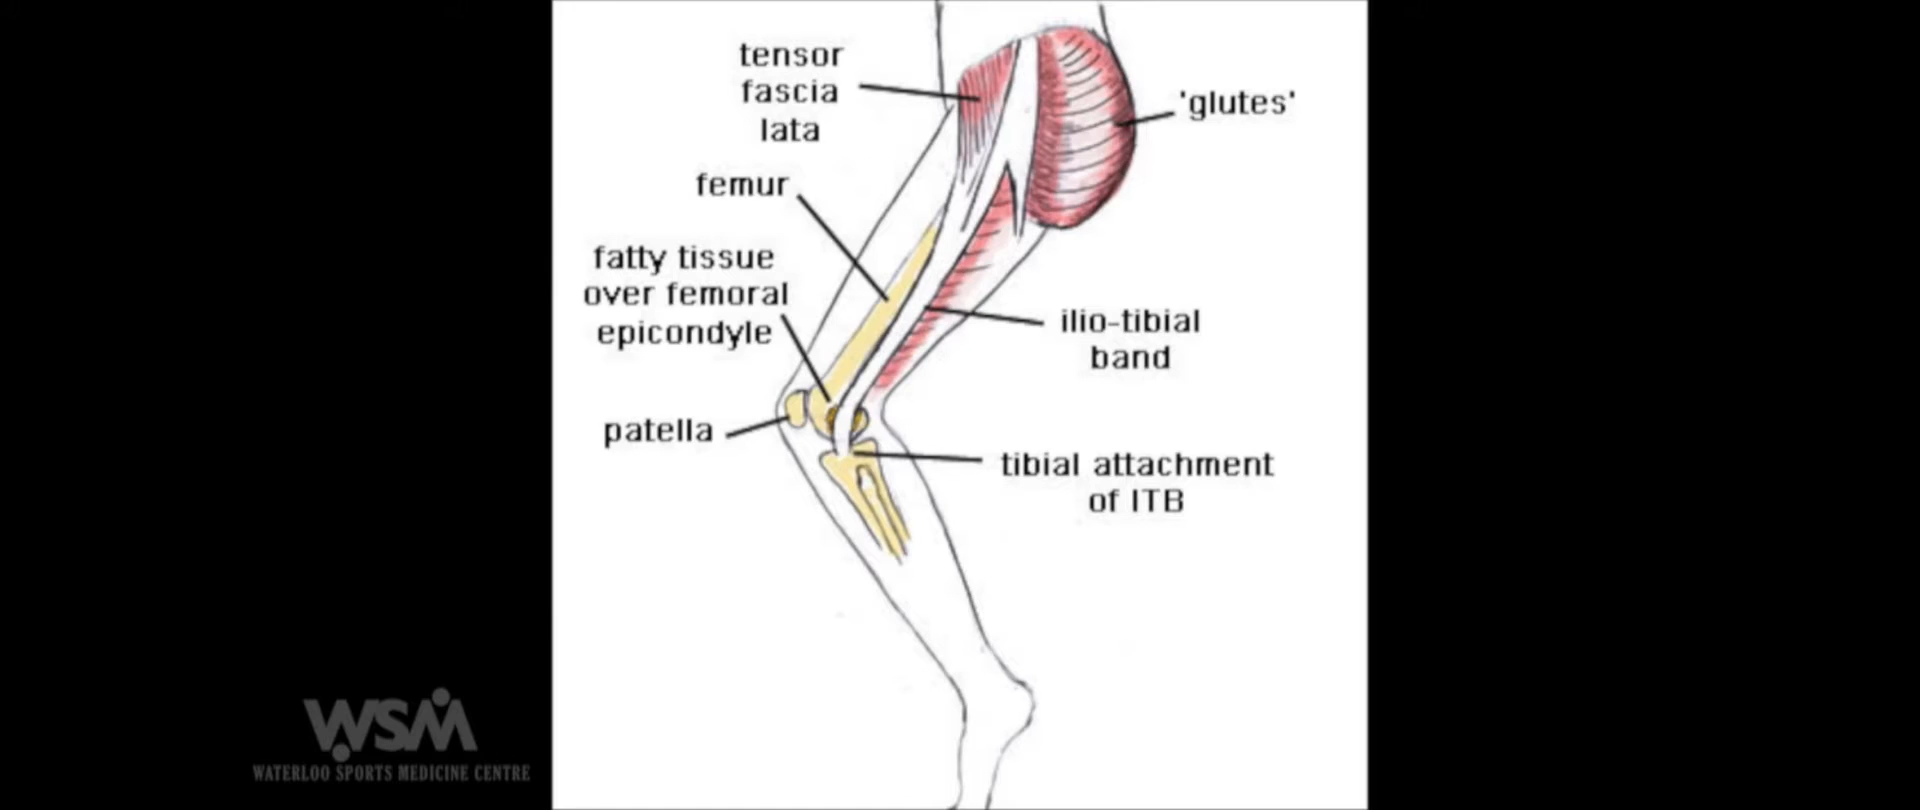 tensor
fascia
lata
'glutes'
femur
fatty tissue
over femoral
epicondyle
ilio-tibial
band
patella
tibial attachment
of ITB
WSM
WATERLOO SPORTS MEDICINE CENTRE